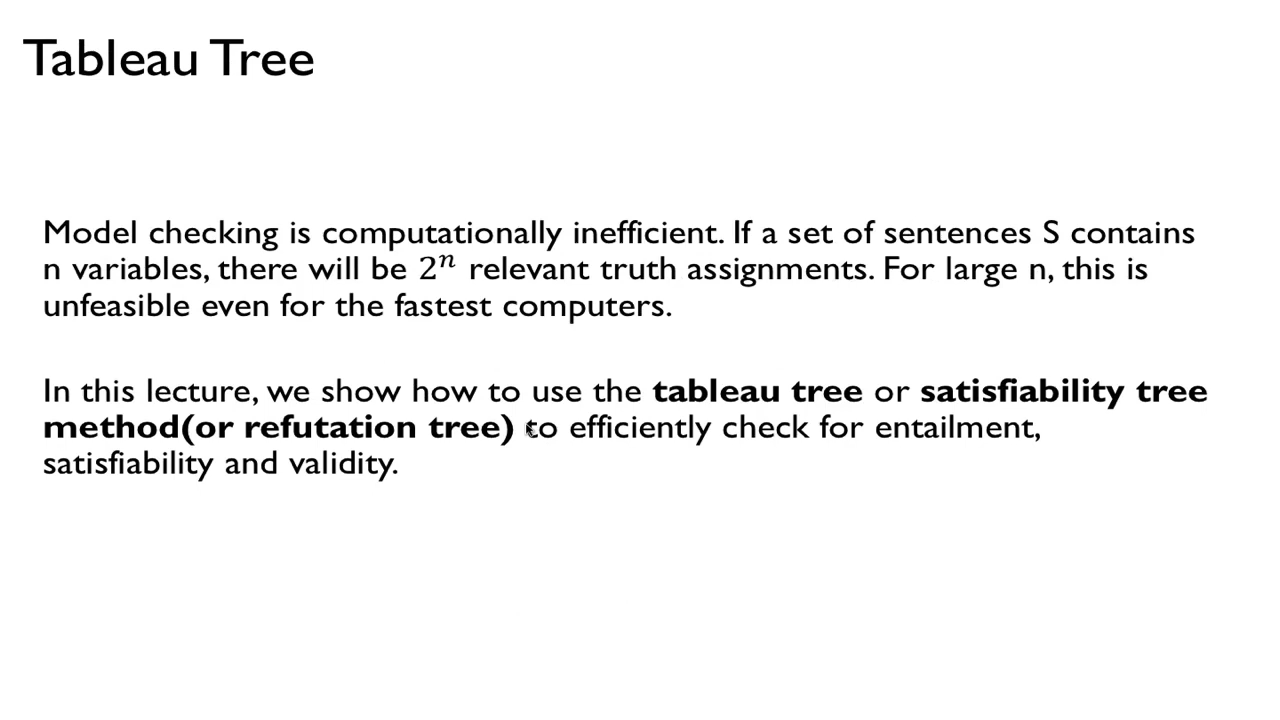 Tableau Tree
Model checking is computationally inefficient. If a set of sentences S contains
n variables, there will be 2ⁿ relevant truth assignments. For large n, this is
unfeasible even for the fastest computers.
In this lecture, we show how to use the tableau tree or satisfiability tree
method(or refutation tree) to efficiently check for entailment,
satisfiability and validity.